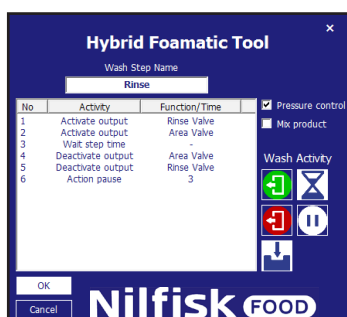 ×
Hybrid Foamatic Tool
Wash Step Name
Rinse
No Activity Function/Time
1 Activate output Rinse Valve
2 Activate output Area Valve
3 Wait step time -
4 Deactivate output Area Valve
5 Deactivate output Rinse Valve
6 Action pause 3
Pressure control
Mix product
Wash Activity
OK
Cancel
Nilfisk FOOD